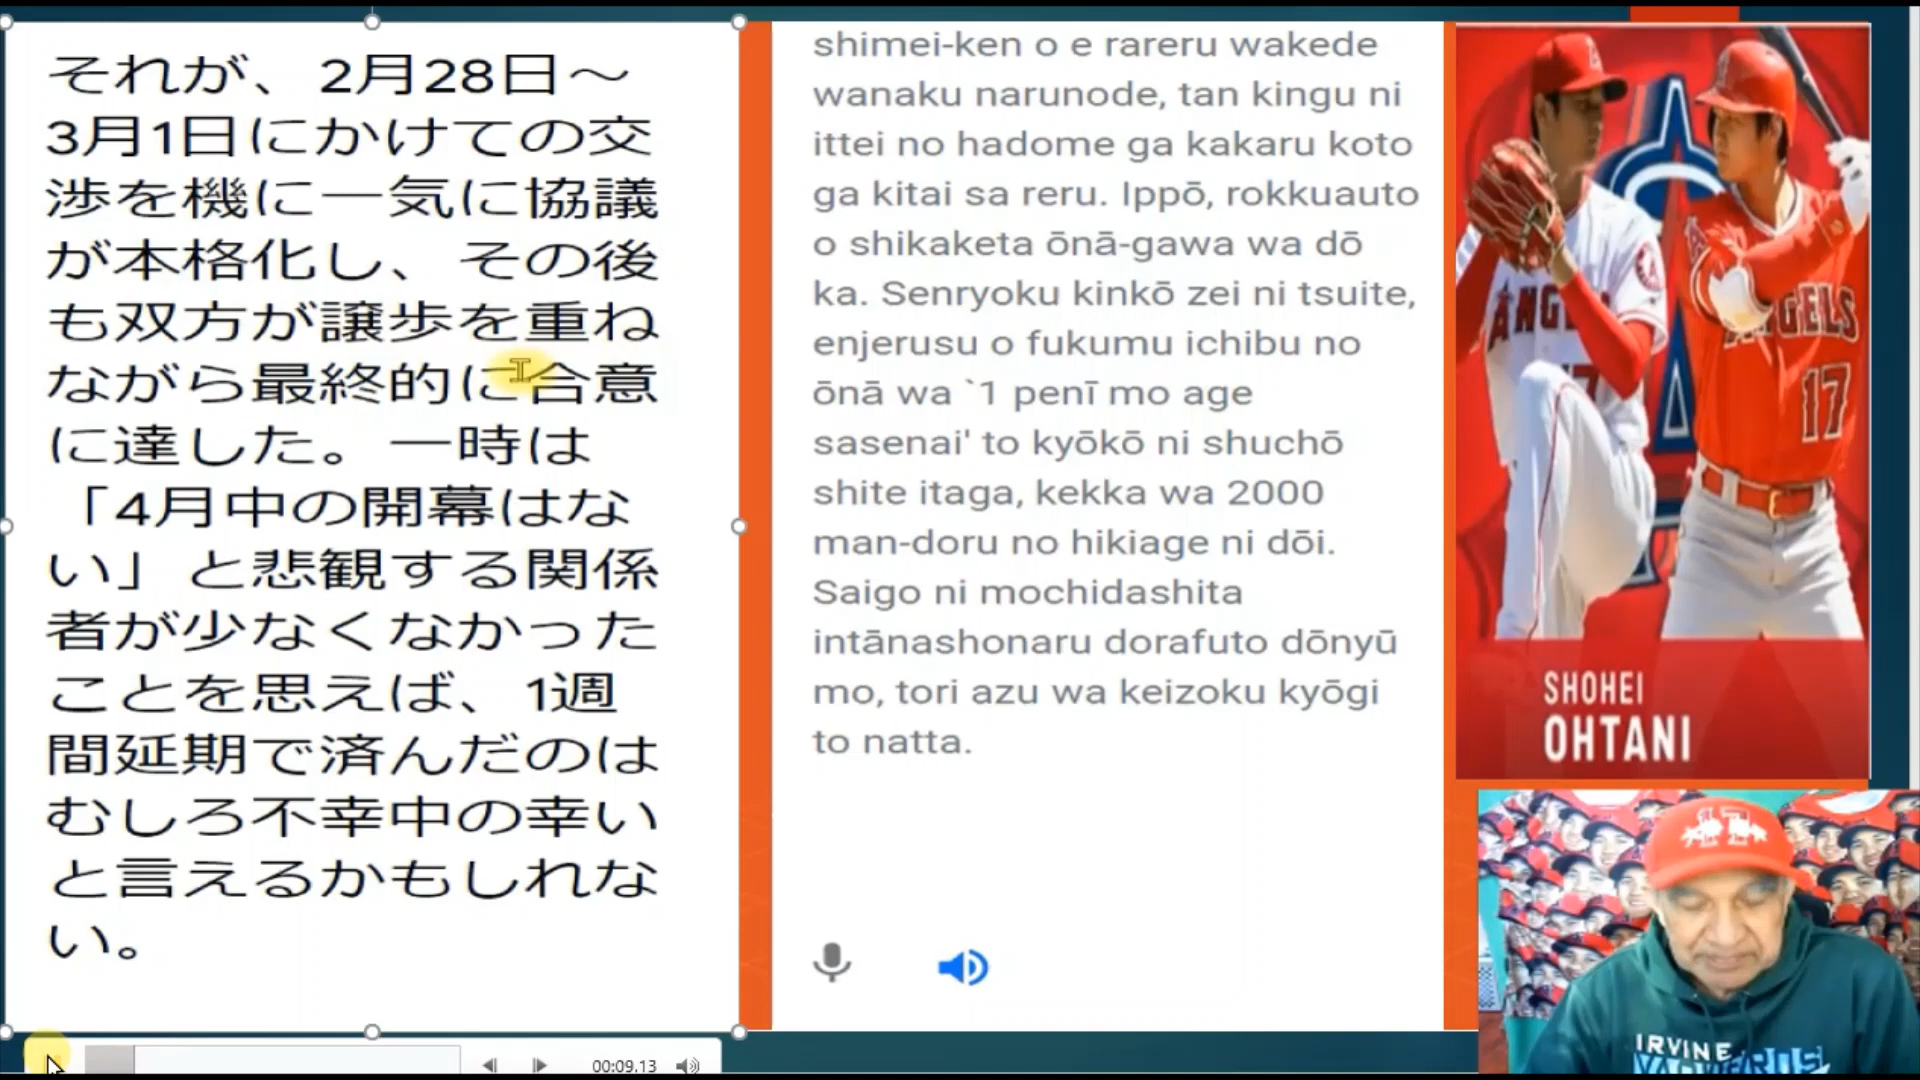 それが、2月28日～
3月1日にかけての交
渉を機に一気に協議
が本格化し、その後
も双方が譲歩を重ね
ながら最終的に合意
に達した。一時は
「4月中の開幕はな
い」と悲観する関係
者が少なくなかった
ことを思えば、1週
間延期で済んだのは
むしろ不幸中の幸い
と言えるかもしれな
い。
shimei-ken o e rareru wakede
wanaku narunode, tan kingu ni
ittei no hadome ga kakaru koto
ga kitai sa reru. Ippō, rokkuauto
o shikaketa ōnā-gawa wa dō
ka. Senryoku kinkō zei ni tsuite,
enjerusu o fukumu ichibu no
ōnā wa `1 penī mo age
sasenai' to kyōkō ni shuchō
shite itaga, kekka wa 2000
man-doru no hikiage ni dōi.
Saigo ni mochidashita
intānashonaru dorafuto dōnyū
mo, tori azu wa keizoku kyōgi
to natta.
ANGELS
17
SHOHEI
OHTANI
17
IRVINE
00:09.13